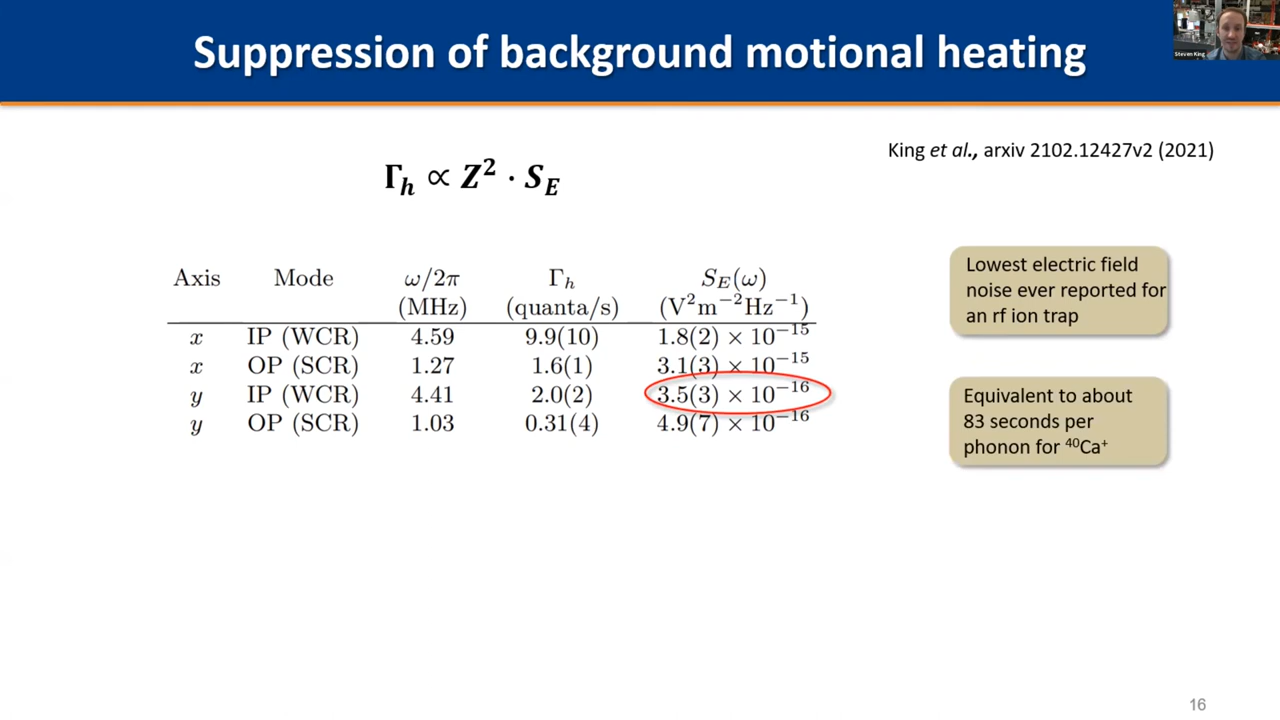 Suppression of background motional heating
Steven King
King et al., arxiv 2102.12427v2 (2021)
Γh ∝ Z² · SE
Axis Mode ω/2π Γh SE(ω)
(MHz) (quanta/s) (V²m⁻²Hz⁻¹)
x IP (WCR) 4.59 9.9(10) 1.8(2) × 10⁻¹⁵
x OP (SCR) 1.27 1.6(1) 3.1(3) × 10⁻¹⁵
y IP (WCR) 4.41 2.0(2) 3.5(3) × 10⁻¹⁶
y OP (SCR) 1.03 0.31(4) 4.9(7) × 10⁻¹⁶
Lowest electric field
noise ever reported for
an rf ion trap
Equivalent to about
83 seconds per
phonon for ⁴⁰Ca⁺
16